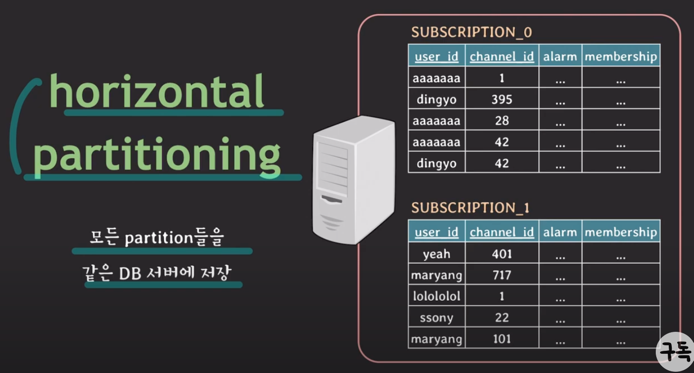 horizontal
partitioning
모든 partition들을
같은 DB 서버에 저장
SUBSCRIPTION_0
user_id channel_id alarm membership
aaaaaaa 1 ... ...
dingyo 395 ... ...
aaaaaaa 28 ... ...
aaaaaaa 42 ... ...
dingyo 42 ... ...
SUBSCRIPTION_1
user_id channel_id alarm membership
yeah 401 ... ...
maryang 717 ... ...
lolololol 1 ... ...
ssony 22 ... ...
maryang 101 ... ...
구독